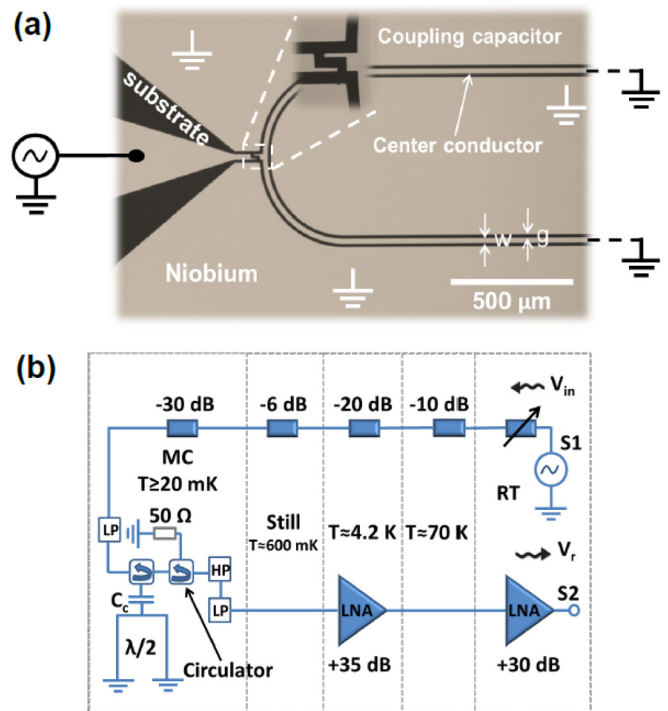 (a)
Coupling capacitor
substrate
Center conductor
w g
Niobium
500 μm
(b)
-30 dB -6 dB -20 dB -10 dB V_in
MC S1
T≥20 mK
50 Ω Still T≈4.2 K T≈70 K RT
T≈600 mK
LP
HP V_r
C_c LP LNA LNA S2
λ/2 Circulator +35 dB +30 dB